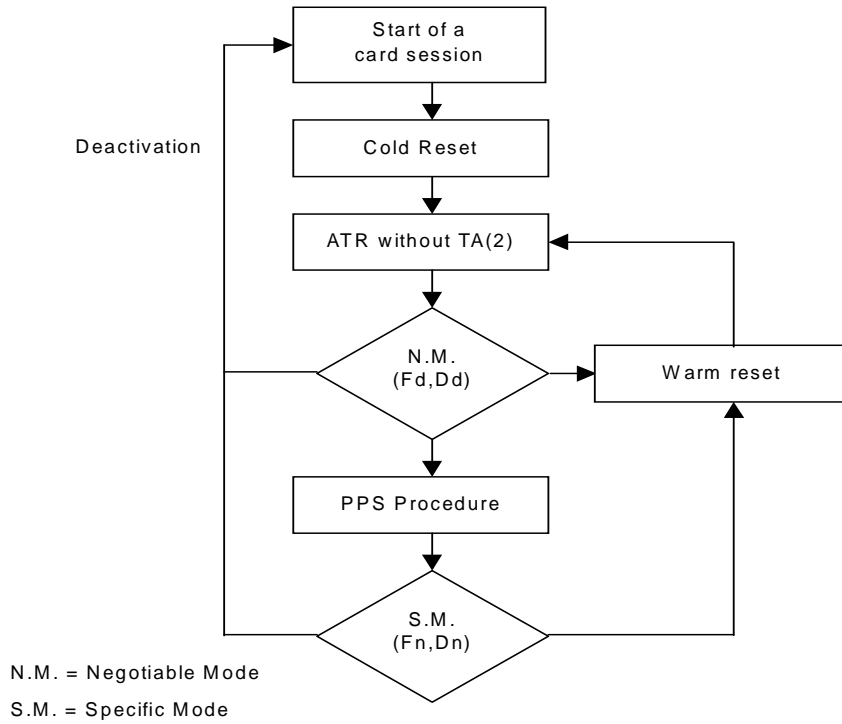 Start of a
card session
Deactivation
Cold Reset
ATR without TA(2)
N.M.
(Fd,Dd)
Warm reset
PPS Procedure
S.M.
(Fn,Dn)
N.M. = Negotiable Mode
S.M. = Specific Mode